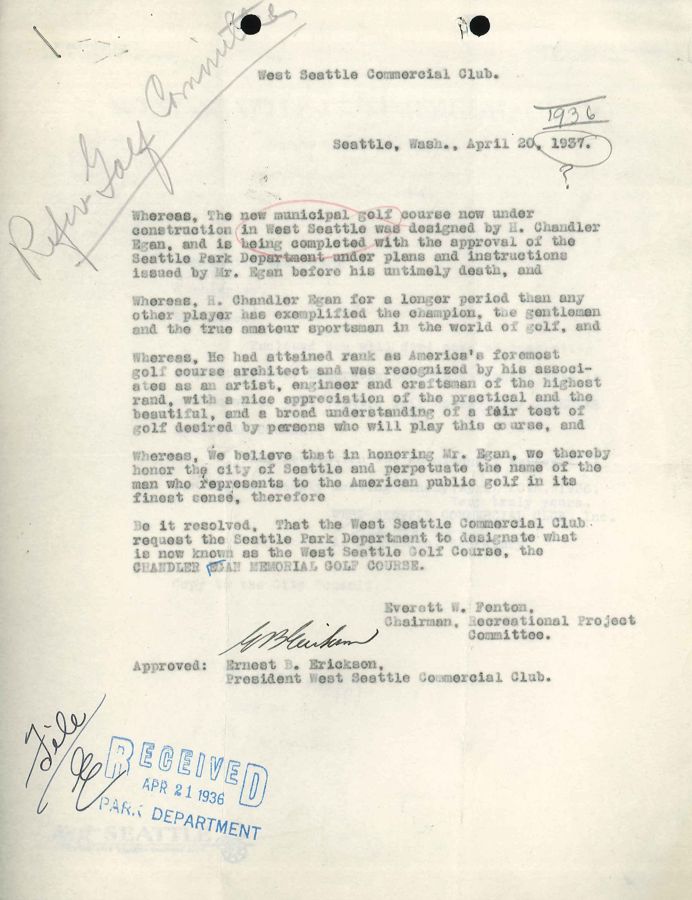 Refer Golf Committee
West Seattle Commercial Club.
1936
Seattle, Wash., April 20, 1937.
?
Whereas, The new municipal golf course now under
construction in West Seattle was designed by H. Chandler
Egan, and is being completed with the approval of the
Seattle Park Department under plans and instructions
issued by Mr. Egan before his untimely death, and
Whereas, H. Chandler Egan for a longer period than any
other player has exemplified the champion, the gentleman
and the true amateur sportsman in the world of golf, and
Whereas, He had attained rank as America's foremost
golf course architect and was recognized by his associ-
ates as an artist, engineer and craftsman of the highest
rand, with a nice appreciation of the practical and the
beautiful, and a broad understanding of a fair test of
golf desired by persons who will play this course, and
Whereas, We believe that in honoring Mr. Egan, we thereby
honor the city of Seattle and perpetuate the name of the
man who represents to the American public golf in its
finest sense, therefore
Be it resolved, That the West Seattle Commercial Club
request the Seattle Park Department to designate what
is now known as the West Seattle Golf Course, the
CHANDLER EGAN MEMORIAL GOLF COURSE.
Everett W. Fenton,
Chairman, Recreational Project
Committee.
Approved: Ernest B. Erickson,
President West Seattle Commercial Club.
File
RECEIVED
APR 21 1936
PARK DEPARTMENT
SEATTLE